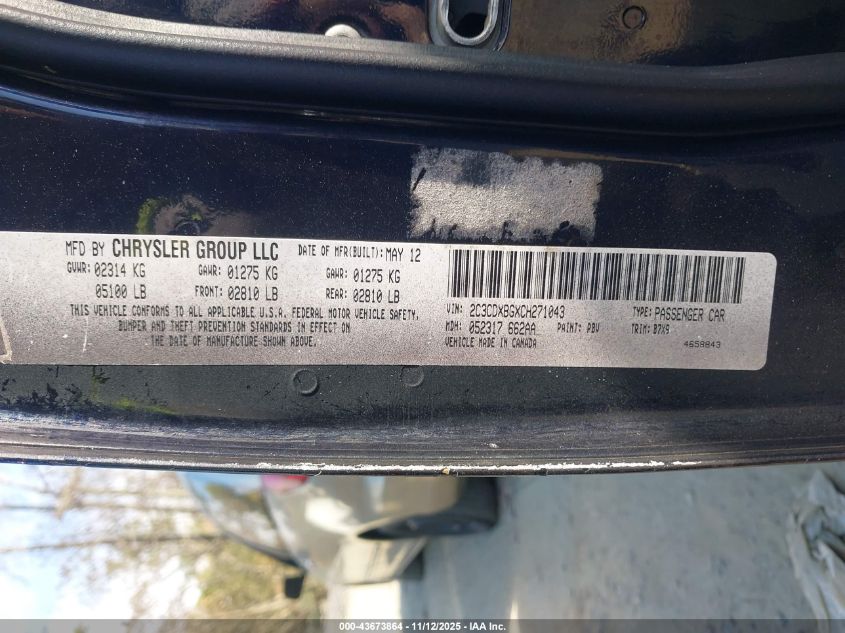 MFD BY CHRYSLER GROUP LLC DATE OF MFR(BUILT): MAY 12
GVWR: 02314 KG GAWR: 01275 KG GAWR: 01275 KG
05100 LB FRONT: 02810 LB REAR: 02810 LB
THIS VEHICLE CONFORMS TO ALL APPLICABLE U.S.A. FEDERAL MOTOR VEHICLE SAFETY,
BUMPER AND THEFT PREVENTION STANDARDS IN EFFECT ON
THE DATE OF MANUFACTURE SHOWN ABOVE.
VIN: 2C3CDXBGXCH271043 TYPE: PASSENGER CAR
MDH: 052317 662AA PAINT: PBV TRIM: B7X9
VEHICLE MADE IN CANADA 4658843
000-43673864 - 11/12/2025 - IAA Inc.